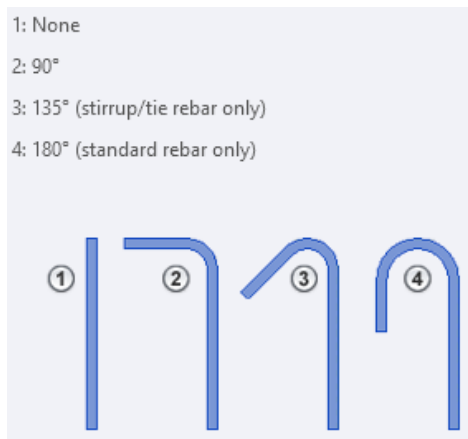 1: None
2: 90°
3: 135° (stirrup/tie rebar only)
4: 180° (standard rebar only)
1 2 3 4